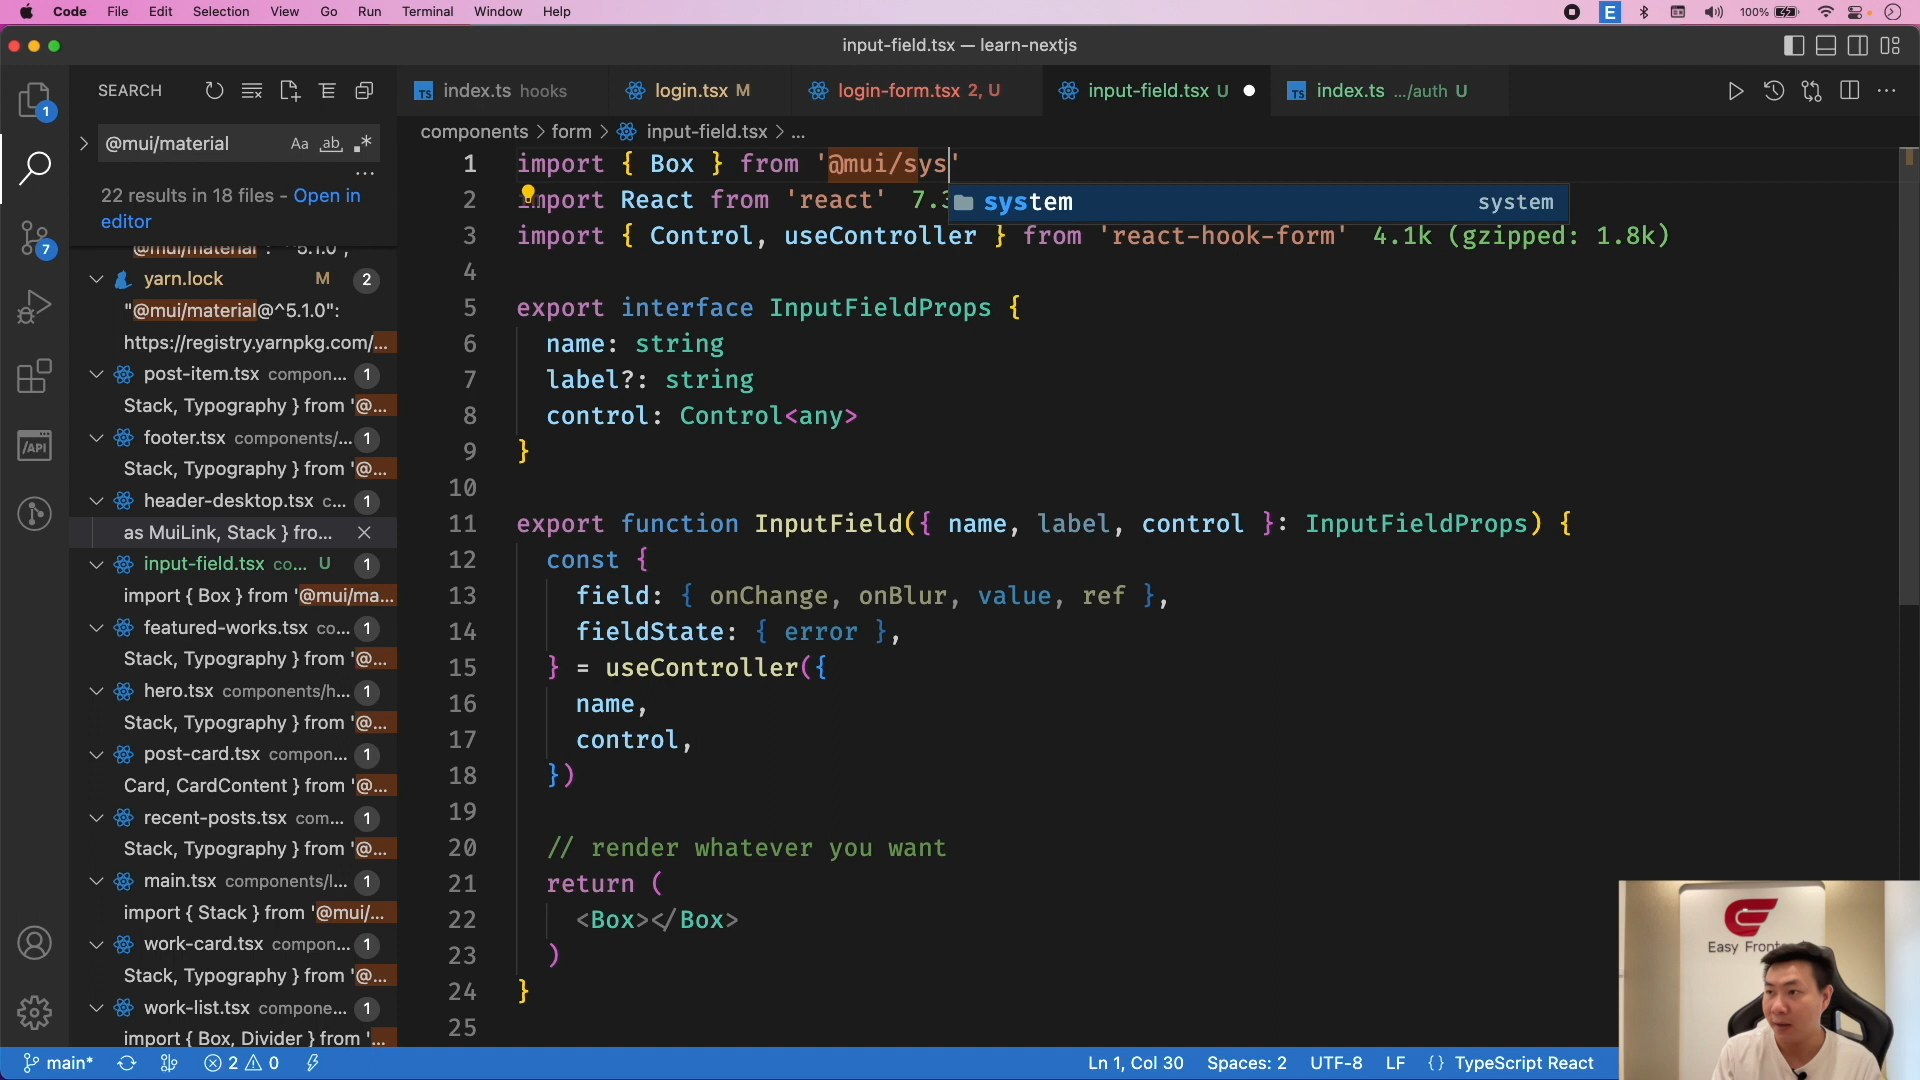 Code File Edit Selection View Go Run Terminal Window Help
E 100%
input-field.tsx — learn-nextjs
SEARCH
index.ts hooks
login.tsx M
login-form.tsx 2, U
input-field.tsx U
index.ts .../auth U
components > form > input-field.tsx > ...
@mui/material
Aa ab .*
...
22 results in 18 files - Open in
editor
1
7
/API
"@mui/material": "^5.1.0",
yarn.lock M 2
"@mui/material@^5.1.0":
https://registry.yarnpkg.com/...
post-item.tsx compon... 1
Stack, Typography } from '@...
footer.tsx components/... 1
Stack, Typography } from '@...
header-desktop.tsx c... 1
as MuiLink, Stack } fro...
input-field.tsx co... U 1
import { Box } from '@mui/ma...
featured-works.tsx co... 1
Stack, Typography } from '@...
hero.tsx components/h... 1
Stack, Typography } from '@...
post-card.tsx compon... 1
Card, CardContent } from '@...
recent-posts.tsx com... 1
Stack, Typography } from '@...
main.tsx components/l... 1
import { Stack } from '@mui/...
work-card.tsx compon... 1
Stack, Typography } from '@...
work-list.tsx compone... 1
import { Box, Divider } from '...
1 import { Box } from '@mui/sys'
system system
2 import React from 'react' 7.3
3 import { Control, useController } from 'react-hook-form' 4.1k (gzipped: 1.8k)
4
5 export interface InputFieldProps {
6 name: string
7 label?: string
8 control: Control<any>
9 }
10
11 export function InputField({ name, label, control }: InputFieldProps) {
12 const {
13 field: { onChange, onBlur, value, ref },
14 fieldState: { error },
15 } = useController({
16 name,
17 control,
18 })
19
20 // render whatever you want
21 return (
22 <Box></Box>
23 )
24 }
25
main* 2 0
Ln 1, Col 30 Spaces: 2 UTF-8 LF {} TypeScript React